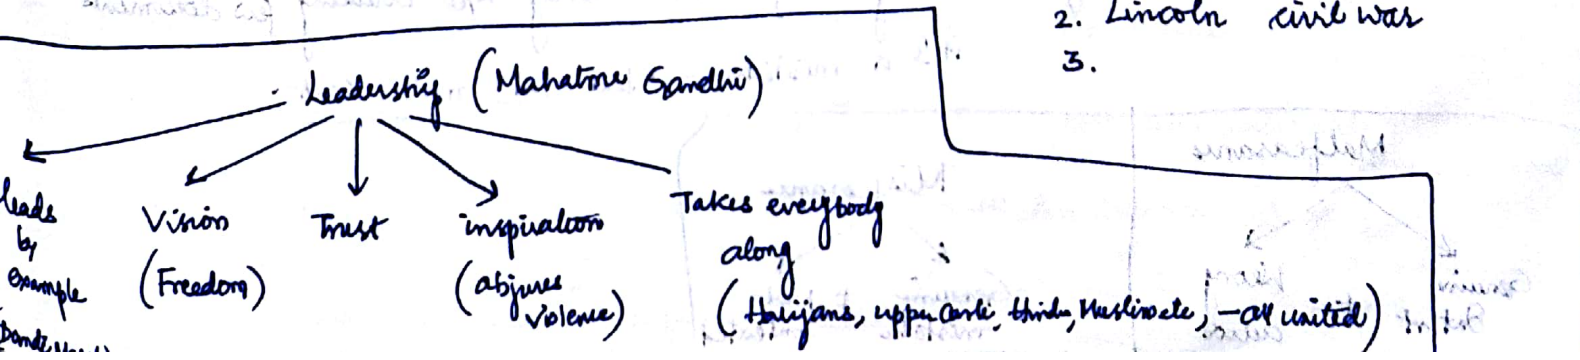 2. Lincoln civil war
3.
Leadership (Mahatma Gandhi)
leads by example
Vision (Freedom)
Trust
inspiration (abjures violence)
Takes everybody along
(Harijans, upper caste, Hindu, Muslim etc, - all united)